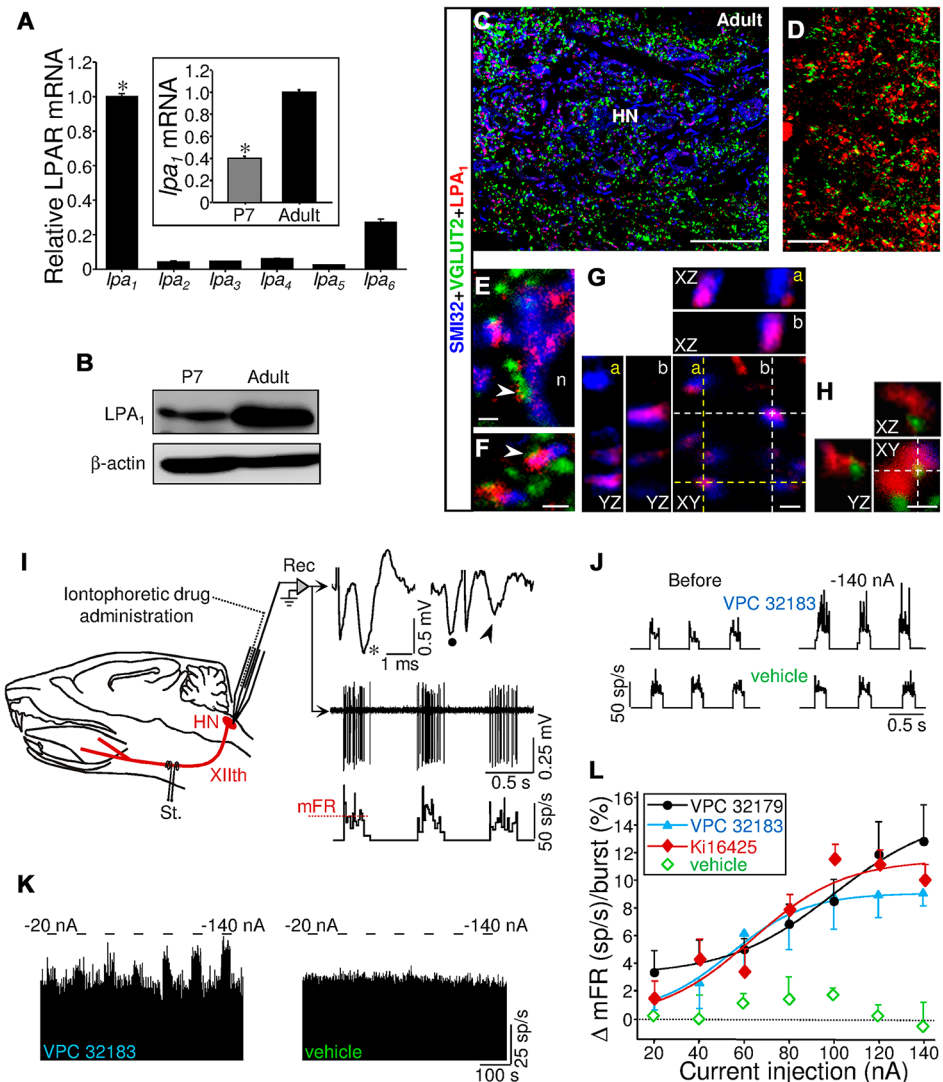 A
Relative LPAR mRNA
1.2
1
0.8
0.6
0.4
0.2
0
lpa1
lpa2
lpa3
lpa4
lpa5
lpa6
*
lpa1 mRNA
1.2
1.0
0.8
0.6
0.4
0.2
0
*
P7
Adult
B
P7
Adult
LPA1
β-actin
SMI32+VGLUT2+LPA1
C
Adult
HN
D
E
n
F
G
XZ
a
XZ
b
a
YZ
b
YZ
a
b
XY
H
XZ
XY
YZ
I
Iontophoretic drug
administration
Rec
HN
XIIth
St.
*
1 ms
0.5 mV
0.5 s
0.25 mV
mFR
50 sp/s
J
Before
-140 nA
VPC 32183
vehicle
50 sp/s
0.5 s
K
-20 nA
-140 nA
VPC 32183
-20 nA
-140 nA
vehicle
25 sp/s
100 s
L
Δ mFR (sp/s)/burst (%)
16
14
12
10
8
6
4
2
0
VPC 32179
VPC 32183
Ki16425
vehicle
20
40
60
80
100
120
140
Current injection (nA)